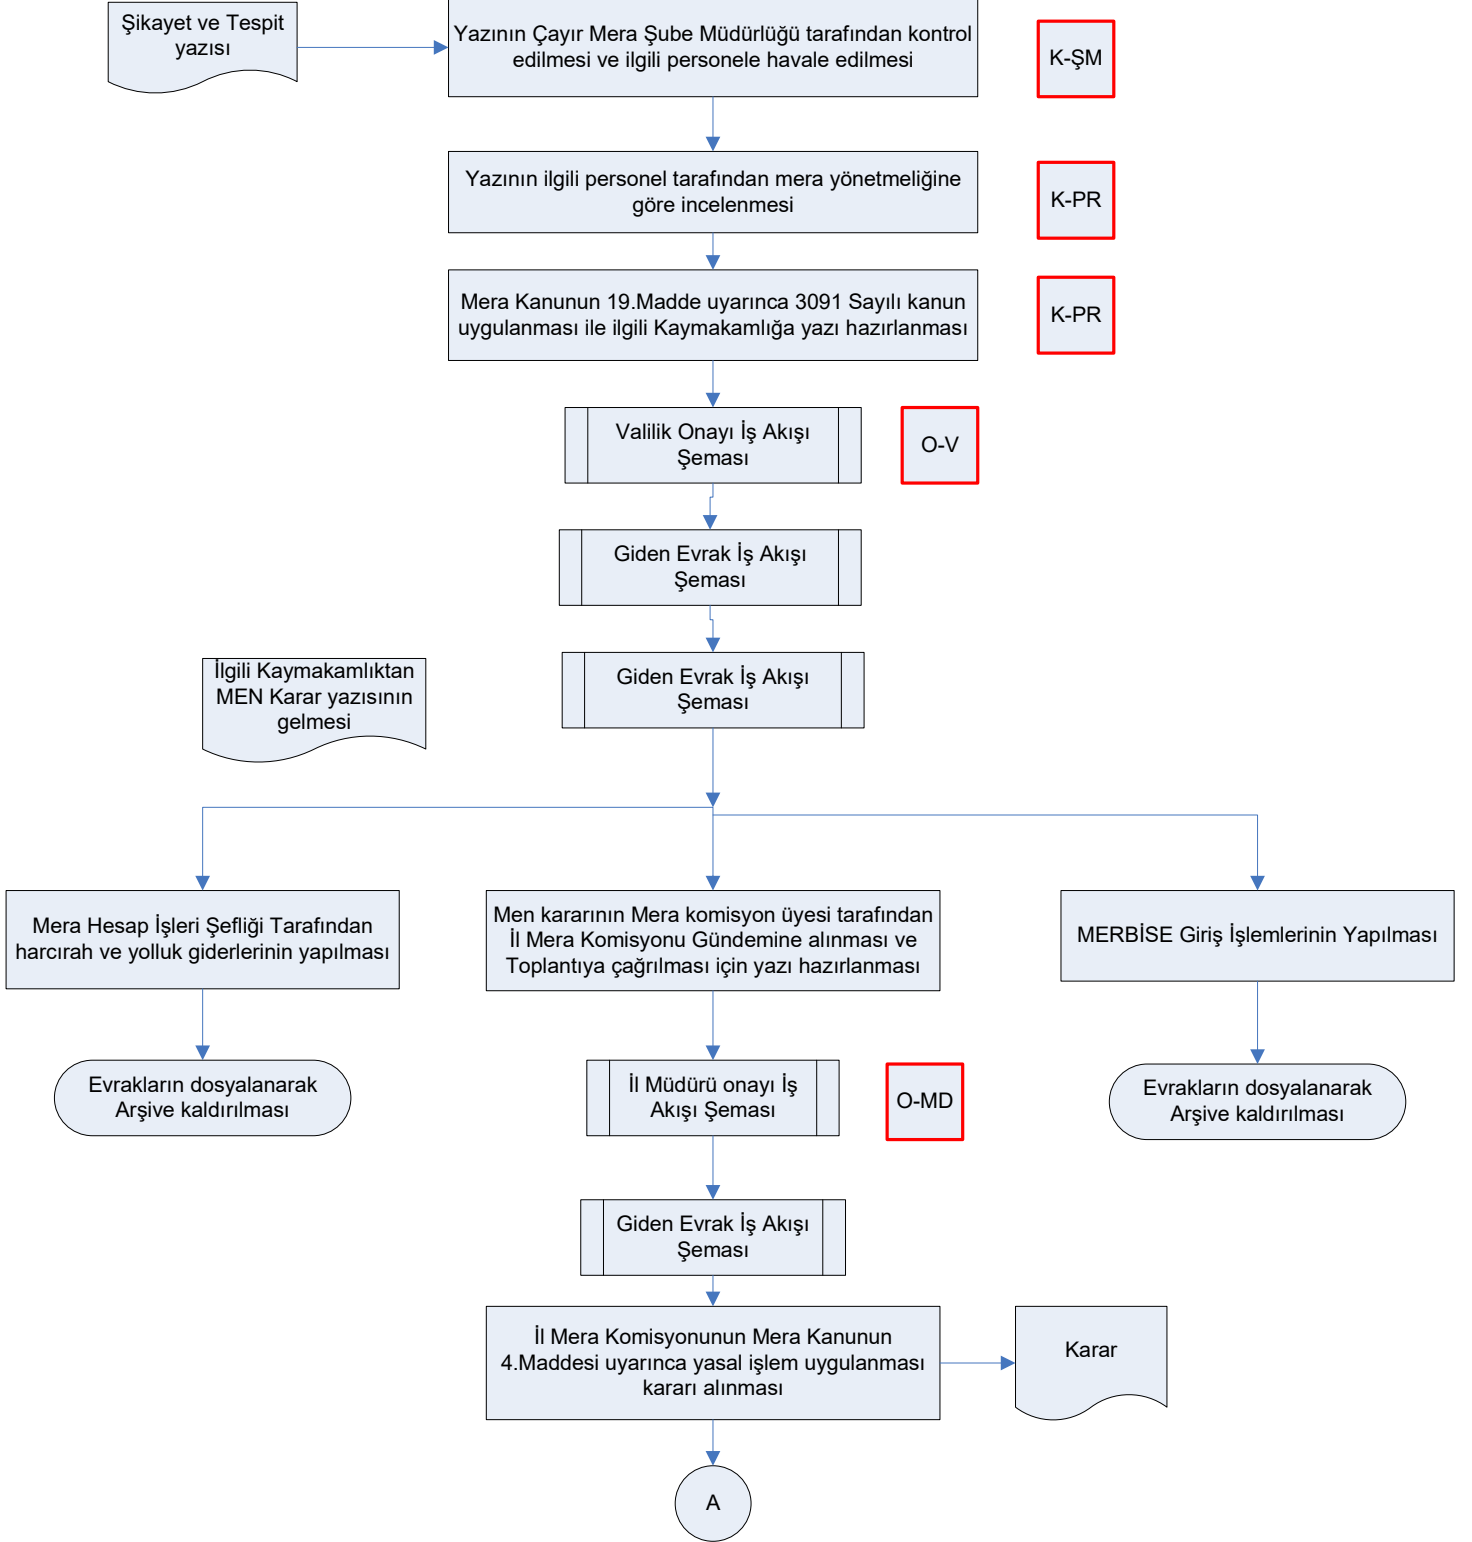 Şikayet ve Tespit
yazısı
Yazının Çayır Mera Şube Müdürlüğü tarafından kontrol
edilmesi ve ilgili personele havale edilmesi
K-ŞM
Yazının ilgili personel tarafından mera yönetmeliğine
göre incelenmesi
K-PR
Mera Kanunun 19.Madde uyarınca 3091 Sayılı kanun
uygulanması ile ilgili Kaymakamlığa yazı hazırlanması
K-PR
Valilik Onayı İş Akışı
Şeması
O-V
Giden Evrak İş Akışı
Şeması
İlgili Kaymakamlıktan
MEN Karar yazısının
gelmesi
Giden Evrak İş Akışı
Şeması
Mera Hesap İşleri Şefliği Tarafından
harcırah ve yolluk giderlerinin yapılması
Men kararının Mera komisyon üyesi tarafından
İl Mera Komisyonu Gündemine alınması ve
Toplantıya çağrılması için yazı hazırlanması
MERBİSE Giriş İşlemlerinin Yapılması
Evrakların dosyalanarak
Arşive kaldırılması
İl Müdürü onayı İş
Akışı Şeması
O-MD
Evrakların dosyalanarak
Arşive kaldırılması
Giden Evrak İş Akışı
Şeması
İl Mera Komisyonunun Mera Kanunun
4.Maddesi uyarınca yasal işlem uygulanması
kararı alınması
Karar
A